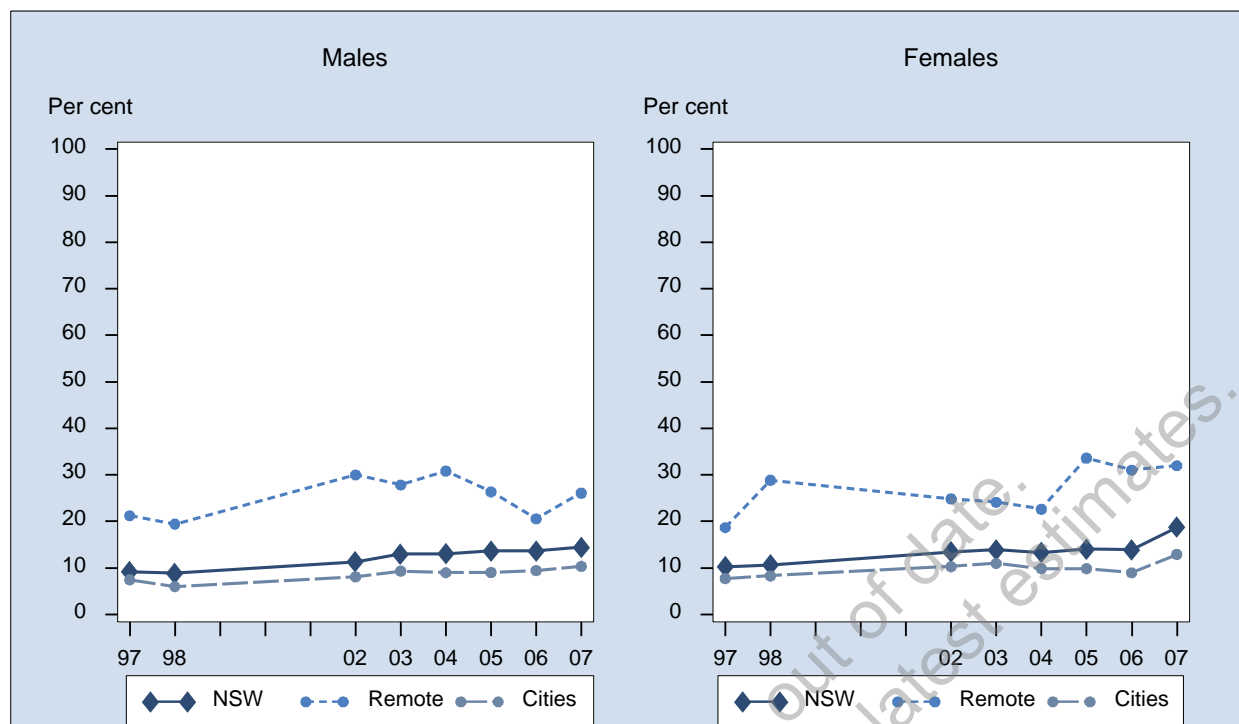 Males
Per cent
100
90
80
70
60
50
40
30
20
10
0
97 98 02 03 04 05 06 07
NSW Remote Cities
Females
Per cent
100
90
80
70
60
50
40
30
20
10
0
97 98 02 03 04 05 06 07
NSW Remote Cities
out of date.
latest estimates.